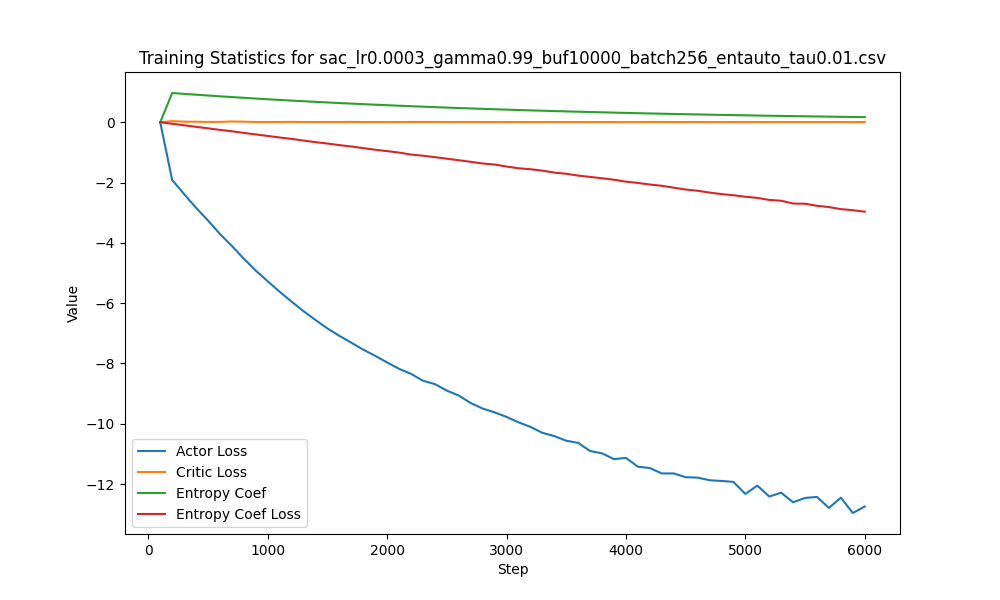 Training Statistics for sac_lr0.0003_gamma0.99_buf10000_batch256_entauto_tau0.01.csv
0
−2
−4
−6
−8
−10
−12
Value
Actor Loss
Critic Loss
Entropy Coef
Entropy Coef Loss
0 1000 2000 3000 4000 5000 6000
Step